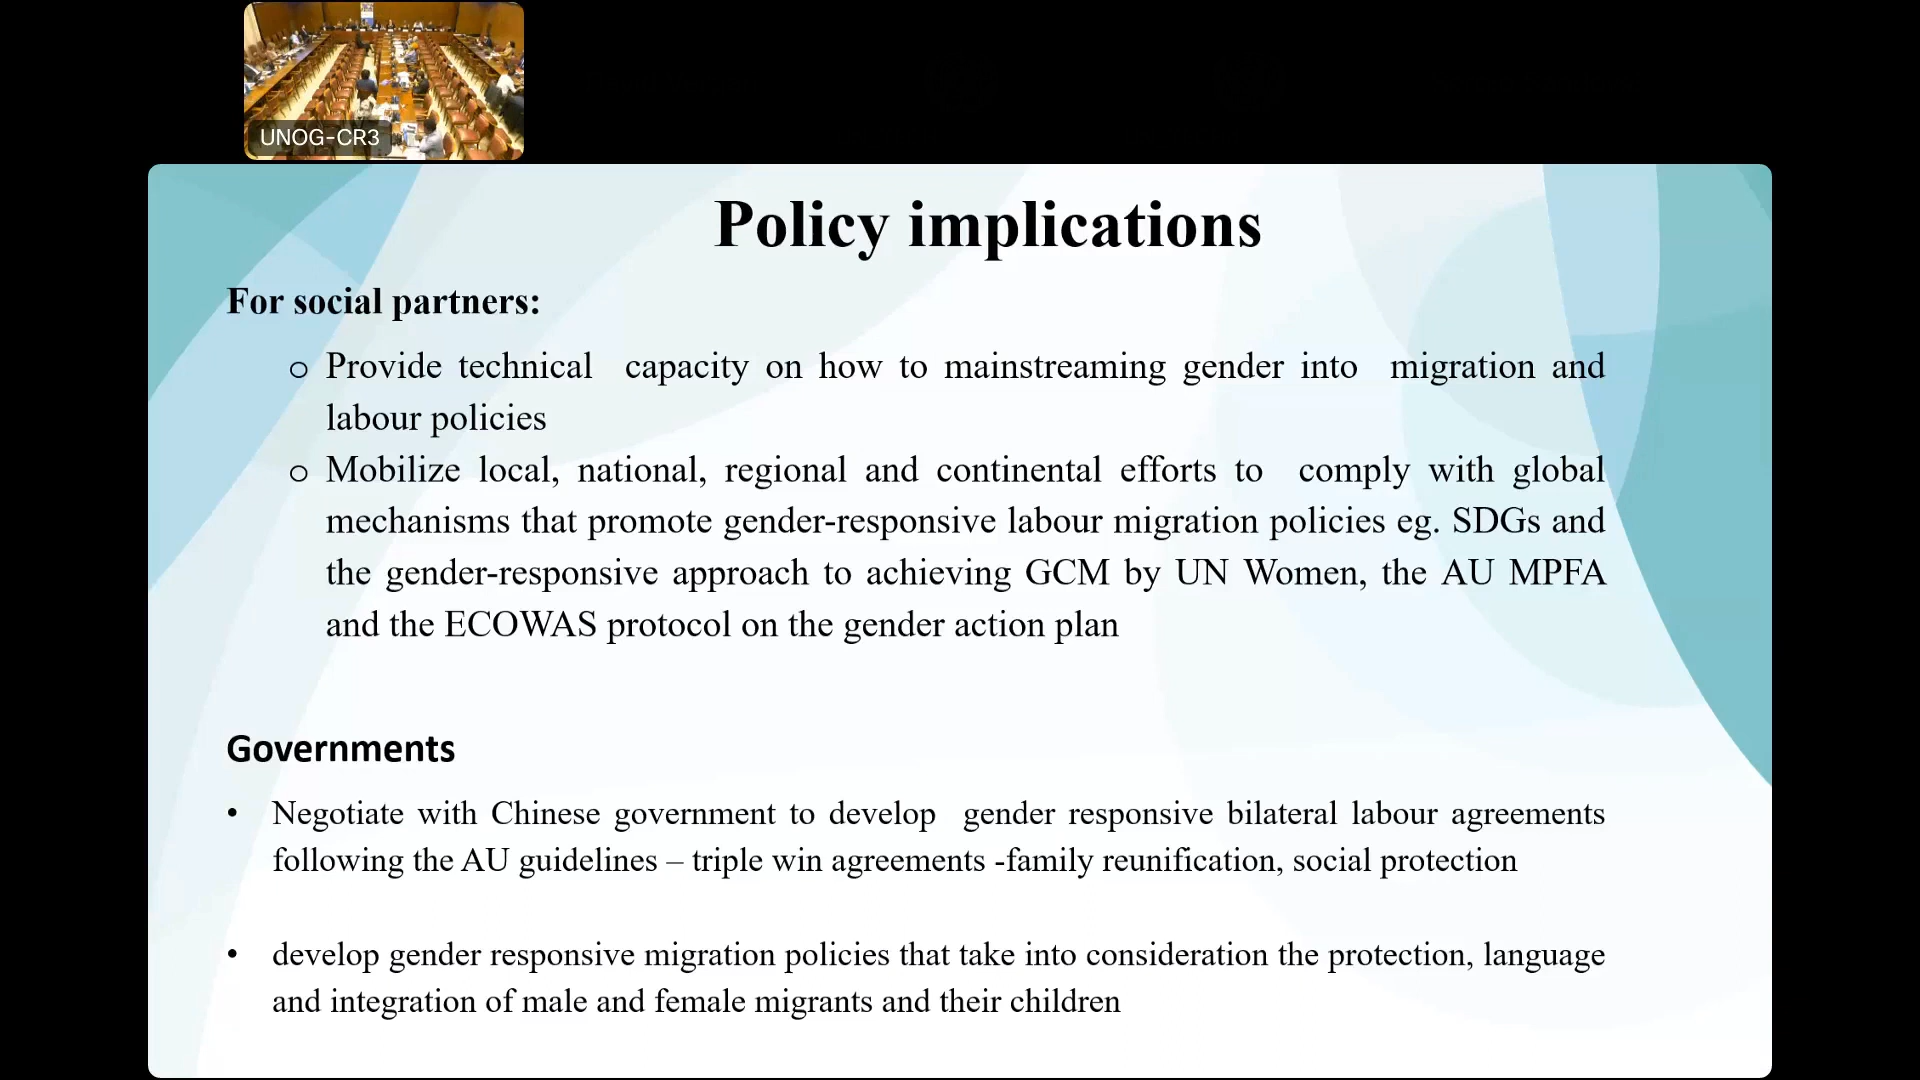 UNOG-CR3
Policy implications
For social partners:
o Provide technical capacity on how to mainstreaming gender into migration and
labour policies
o Mobilize local, national, regional and continental efforts to comply with global
mechanisms that promote gender-responsive labour migration policies eg. SDGs and
the gender-responsive approach to achieving GCM by UN Women, the AU MPFA
and the ECOWAS protocol on the gender action plan
Governments
• Negotiate with Chinese government to develop gender responsive bilateral labour agreements
following the AU guidelines – triple win agreements -family reunification, social protection
• develop gender responsive migration policies that take into consideration the protection, language
and integration of male and female migrants and their children